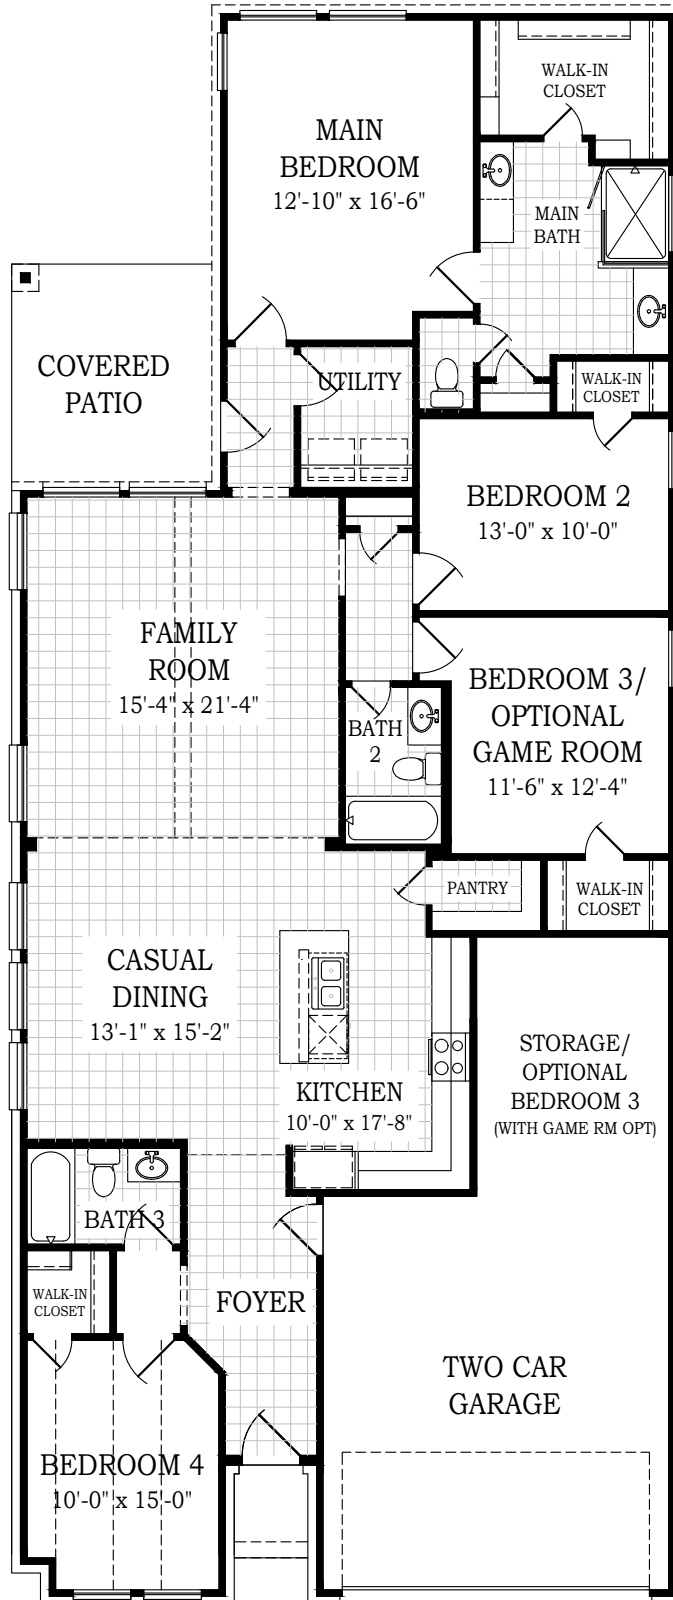 WALK-IN
CLOSET
MAIN
BEDROOM
12'-10" x 16'-6"
MAIN
BATH
COVERED
PATIO
UTILITY
WALK-IN
CLOSET
BEDROOM 2
13'-0" x 10'-0"
FAMILY
ROOM
15'-4" x 21'-4"
BEDROOM 3/
OPTIONAL
GAME ROOM
11'-6" x 12'-4"
BATH
2
PANTRY
WALK-IN
CLOSET
CASUAL
DINING
13'-1" x 15'-2"
STORAGE/
OPTIONAL
BEDROOM 3
(WITH GAME RM OPT)
KITCHEN
10'-0" x 17'-8"
BATH 3
WALK-IN
CLOSET
FOYER
TWO CAR
GARAGE
BEDROOM 4
10'-0" x 15'-0"